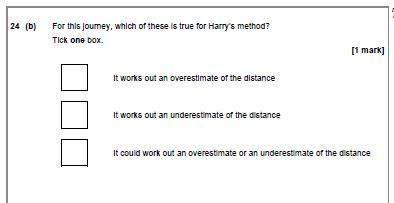 24 (b) For this journey, which of these is true for Harry's method?
Tick one box.
[1 mark]
It works out an overestimate of the distance
It works out an underestimate of the distance
It could work out an overestimate or an underestimate of the distance